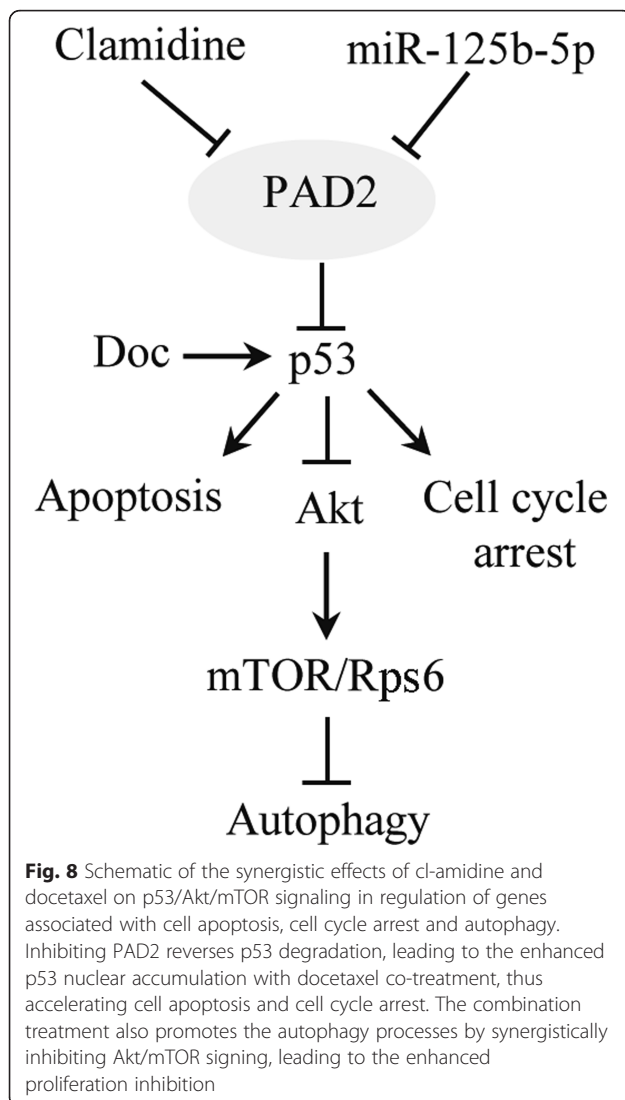 Clamidine miR-125b-5p
PAD2
Doc p53
Apoptosis Akt Cell cycle
arrest
mTOR/Rps6
Autophagy
Fig. 8 Schematic of the synergistic effects of cl-amidine and
docetaxel on p53/Akt/mTOR signaling in regulation of genes
associated with cell apoptosis, cell cycle arrest and autophagy.
Inhibiting PAD2 reverses p53 degradation, leading to the enhanced
p53 nuclear accumulation with docetaxel co-treatment, thus
accelerating cell apoptosis and cell cycle arrest. The combination
treatment also promotes the autophagy processes by synergistically
inhibiting Akt/mTOR signing, leading to the enhanced
proliferation inhibition